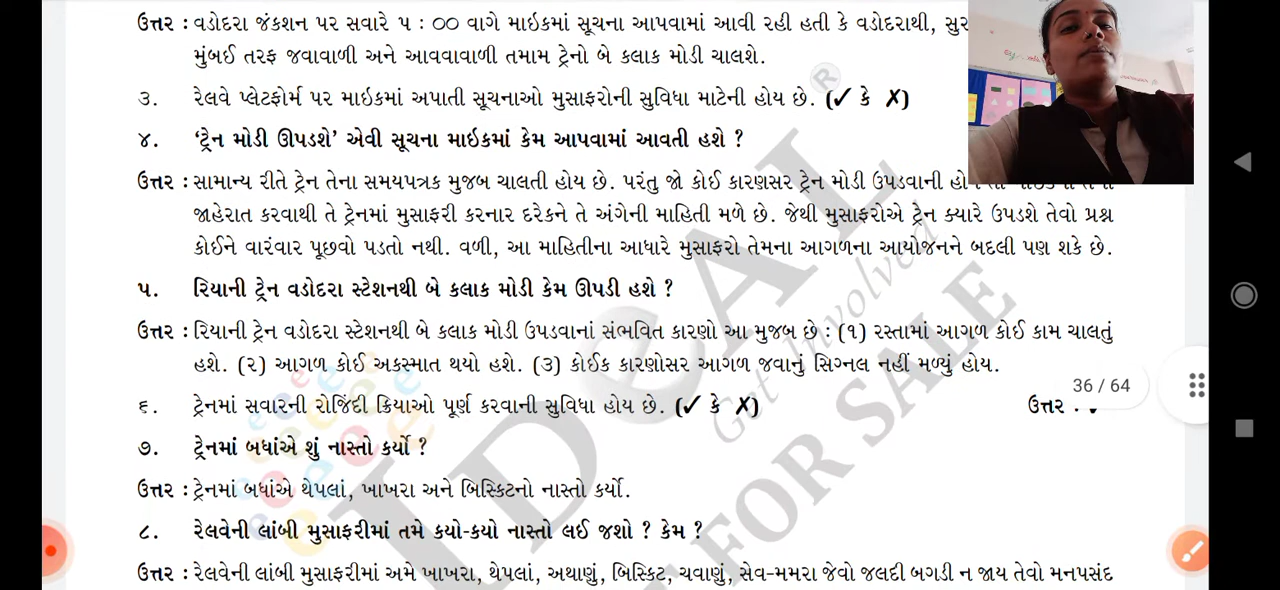 ઉત્તર : વડોદરા જંકશન પર સવારે ૫ : ૦૦ વાગે માઇકમાં સૂચના આપવામાં આવી રહી હતી કે વડોદરાથી,
મુંબઈ તરફ જવાવાળી અને આવવાવાળી તમામ ટ્રેનો બે કલાક મોડી ચાલશે.
૩. રેલવે પ્લેટફોર્મ પર માઇકમાં અપાતી સૂચનાઓ મુસાફરોની સુવિધા માટેની હોય છે. (✓ કે ✗)
૪. ‘ટ્રેન મોડી ઊપડશે’ એવી સૂચના માઇકમાં કેમ આપવામાં આવતી હશે ?
ઉત્તર : સામાન્ય રીતે ટ્રેન તેના સમયપત્રક મુજબ ચાલતી હોય છે. પરંતુ જો કોઈ કારણસર ટ્રેન મોડી ઉપડવાની
જાહેરાત કરવાથી તે ટ્રેનમાં મુસાફરી કરનાર દરેકને તે અંગેની માહિતી મળે છે. જેથી મુસાફરોએ ટ્રેન ક્યારે ઉપડશે તેવો પ્રશ્ન
કોઈને વારંવાર પૂછવો પડતો નથી. વળી, આ માહિતીના આધારે મુસાફરો તેમના આગળના આયોજનને બદલી પણ શકે છે.
૫. રિયાની ટ્રેન વડોદરા સ્ટેશનથી બે કલાક મોડી કેમ ઊપડી હશે ?
ઉત્તર : રિયાની ટ્રેન વડોદરા સ્ટેશનથી બે કલાક મોડી ઉપડવાનાં સંભવિત કારણો આ મુજબ છે : (૧) રસ્તામાં આગળ કોઈ કામ ચાલતું
હશે. (૨) આગળ કોઈ અકસ્માત થયો હશે. (૩) કોઈક કારણોસર આગળ જવાનું સિગ્નલ નહીં મળ્યું હોય.
36 / 64
૬. ટ્રેનમાં સવારની રોજિંદી ક્રિયાઓ પૂર્ણ કરવાની સુવિધા હોય છે. (✓ કે ✗) ઉત્તર :
૭. ટ્રેનમાં બધાંએ શું નાસ્તો કર્યો ?
ઉત્તર : ટ્રેનમાં બધાંએ થેપલાં, ખાખરા અને બિસ્કિટનો નાસ્તો કર્યો.
૮. રેલવેની લાંબી મુસાફરીમાં તમે કયો-કયો નાસ્તો લઈ જશો ? કેમ ?
ઉત્તર : રેલવેની લાંબી મુસાફરીમાં અમે ખાખરા, થેપલાં, અથાણું, બિસ્કિટ, ચવાણું, સેવ-મમરા જેવો જલદી બગડી ન જાય તેવો મનપસંદ
IDeAL ®
Get Involved
FOR SALE